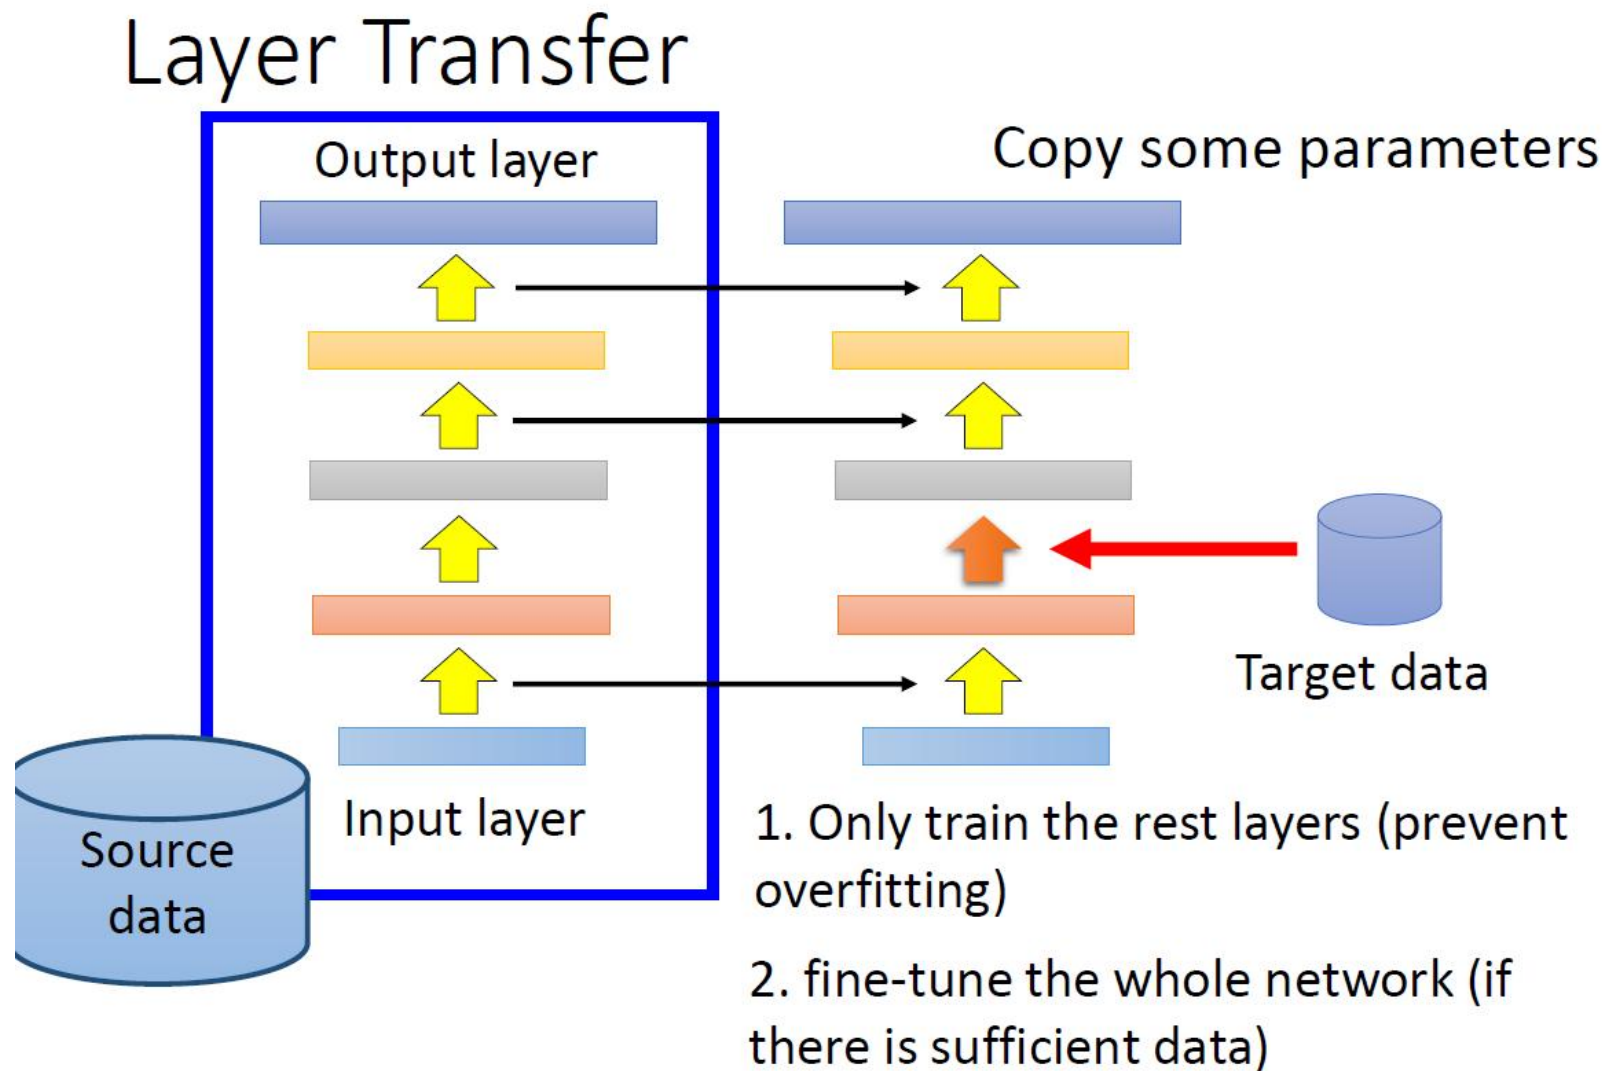 Layer Transfer
Output layer
Copy some parameters
Target data
Input layer
Source
data
1. Only train the rest layers (prevent
overfitting)
2. fine-tune the whole network (if
there is sufficient data)